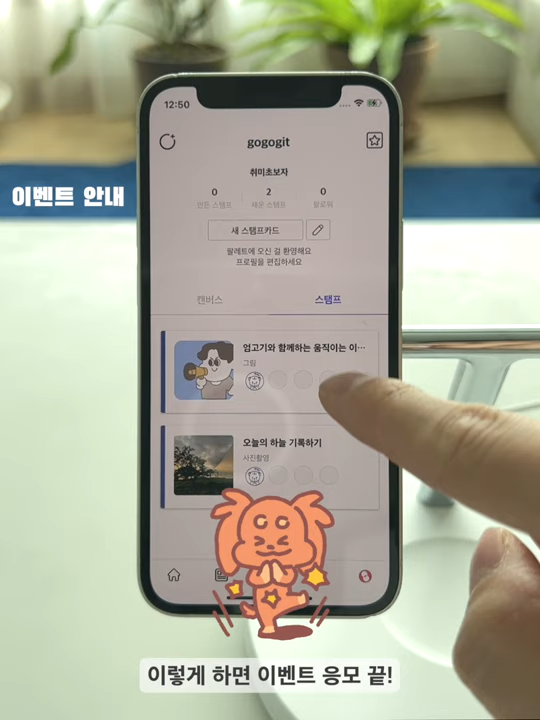 12:50
gogogit
이벤트 안내
취미초보자
0 2 0
만든 스탬프 채운 스탬프 팔로워
새 스탬프카드
팔레트에 오신 걸 환영해요
프로필을 편집하세요
캔버스 스탬프
엄고기와 함께하는 움직이는 이…
그림
오늘의 하늘 기록하기
사진촬영
이렇게 하면 이벤트 응모 끝!